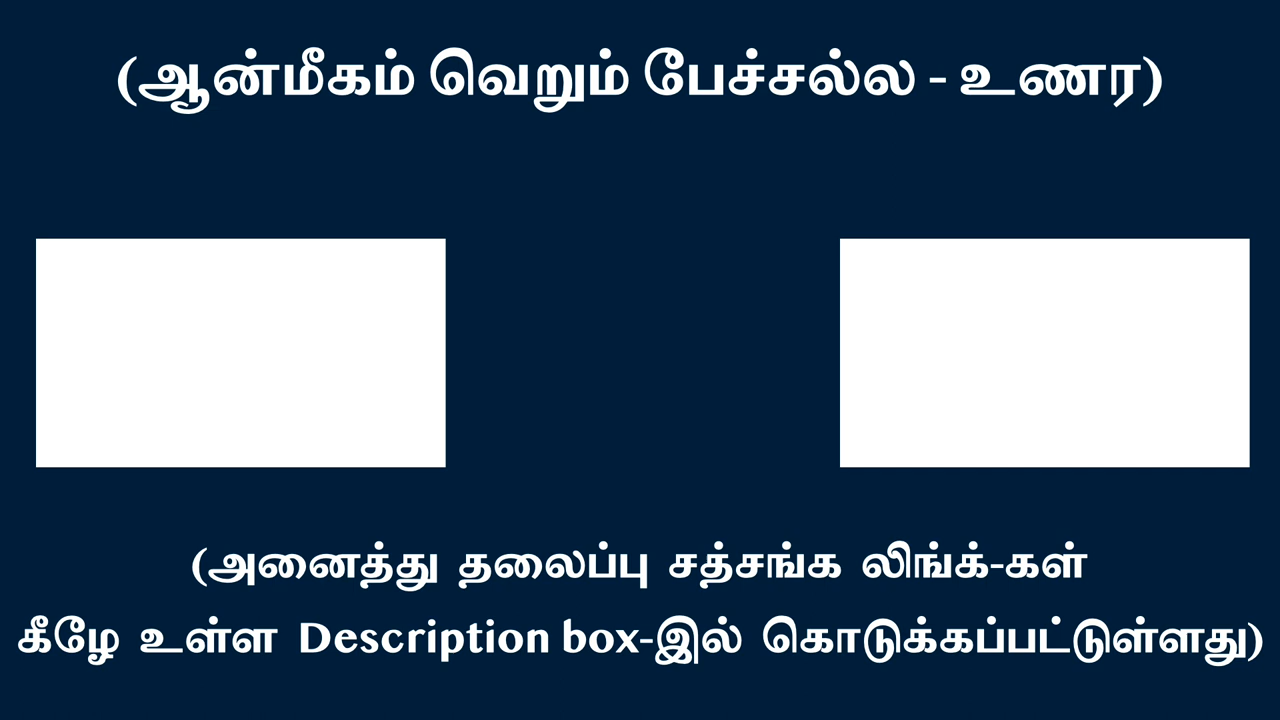 (ஆன்மீகம் வெறும் பேச்சல்ல - உணர)
(அனைத்து தலைப்பு சத்சங்க லிங்க்-கள்
கீழே உள்ள Description box-இல் கொடுக்கப்பட்டுள்ளது)